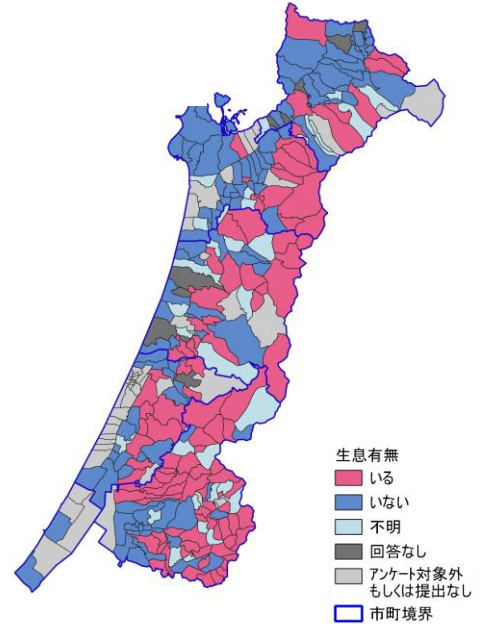 生息有無
いる
いない
不明
回答なし
アンケート対象外
もしくは提出なし
市町境界